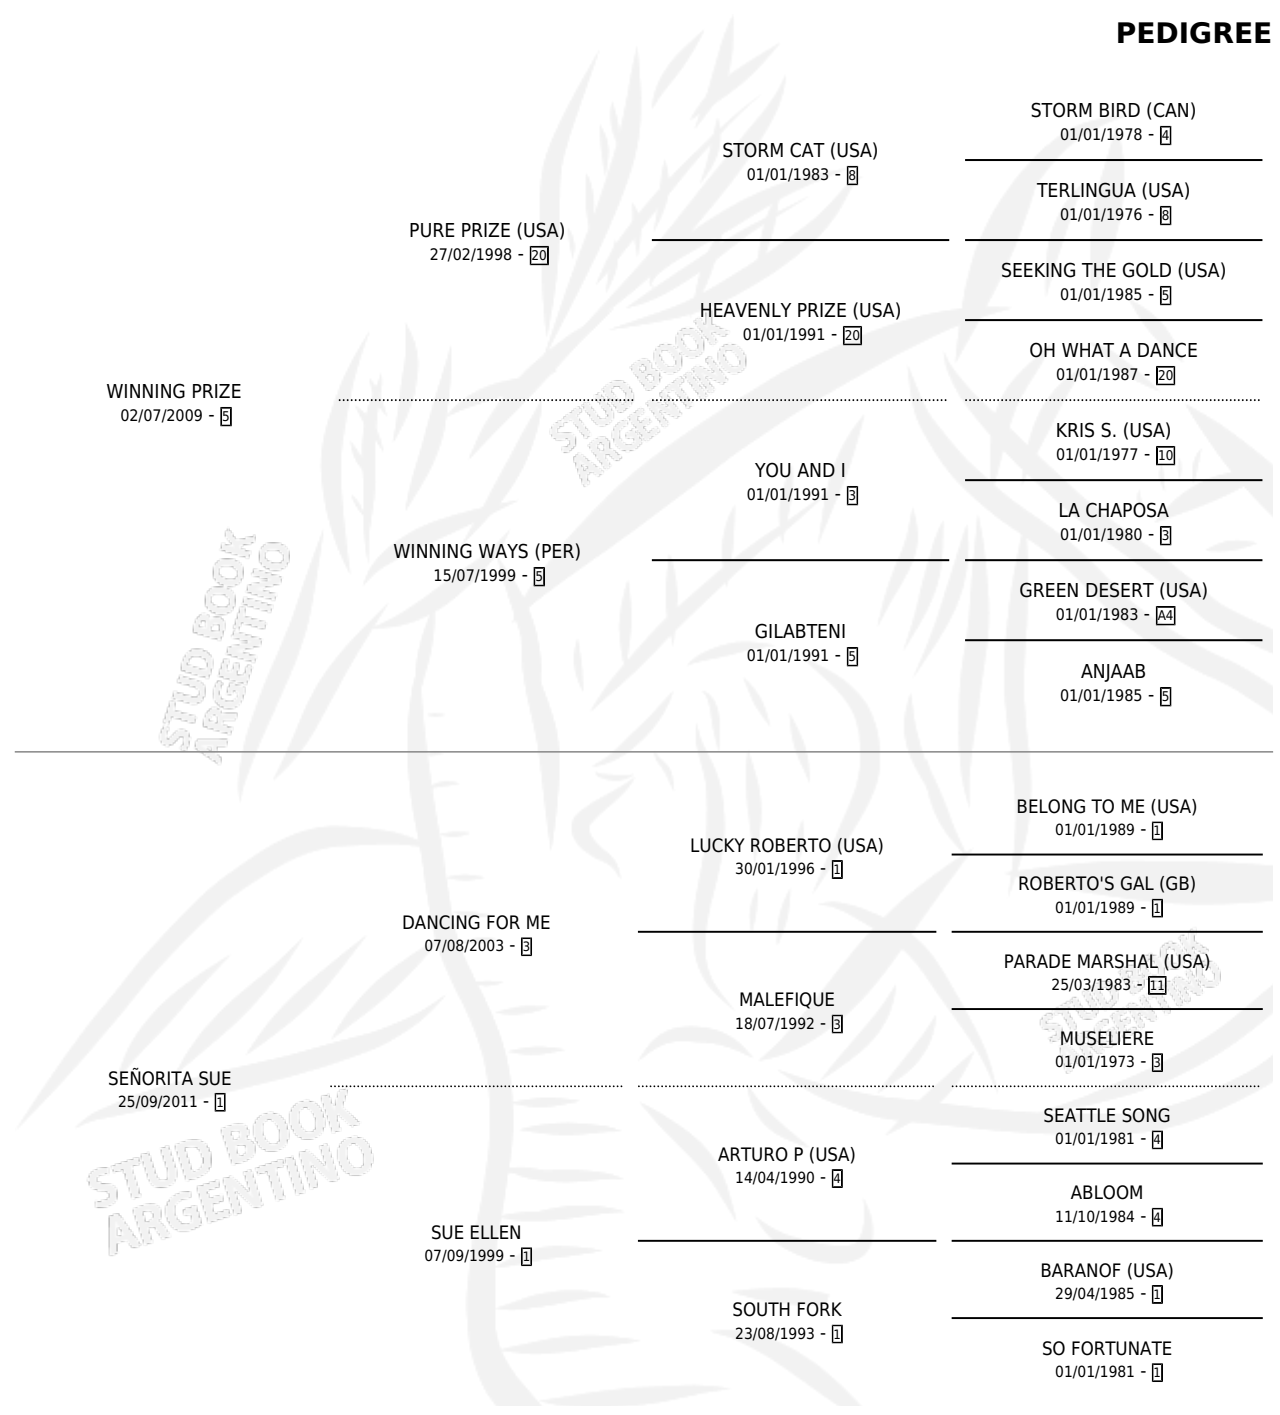 PEDIGREE
WINNING PRIZE
02/07/2009 - 5
PURE PRIZE (USA)
27/02/1998 - 20
STORM CAT (USA)
01/01/1983 - 8
STORM BIRD (CAN)
01/01/1978 - 4
TERLINGUA (USA)
01/01/1976 - 8
HEAVENLY PRIZE (USA)
01/01/1991 - 20
SEEKING THE GOLD (USA)
01/01/1985 - 5
OH WHAT A DANCE
01/01/1987 - 20
WINNING WAYS (PER)
15/07/1999 - 5
YOU AND I
01/01/1991 - 3
KRIS S. (USA)
01/01/1977 - 10
LA CHAPOSA
01/01/1980 - 3
GILABTENI
01/01/1991 - 5
GREEN DESERT (USA)
01/01/1983 - A4
ANJAAB
01/01/1985 - 5
SEÑORITA SUE
25/09/2011 - 1
DANCING FOR ME
07/08/2003 - 3
LUCKY ROBERTO (USA)
30/01/1996 - 1
BELONG TO ME (USA)
01/01/1989 - 1
ROBERTO'S GAL (GB)
01/01/1989 - 1
MALEFIQUE
18/07/1992 - 3
PARADE MARSHAL (USA)
25/03/1983 - 11
MUSELIERE
01/01/1973 - 3
SUE ELLEN
07/09/1999 - 1
ARTURO P (USA)
14/04/1990 - 4
SEATTLE SONG
01/01/1981 - 4
ABLOOM
11/10/1984 - 4
SOUTH FORK
23/08/1993 - 1
BARANOF (USA)
29/04/1985 - 1
SO FORTUNATE
01/01/1981 - 1
STUD BOOK
ARGENTINO
STUD BOOK
ARGENTINO
STUD BOOK
ARGENTINO
STUD BOOK
ARGENTINO